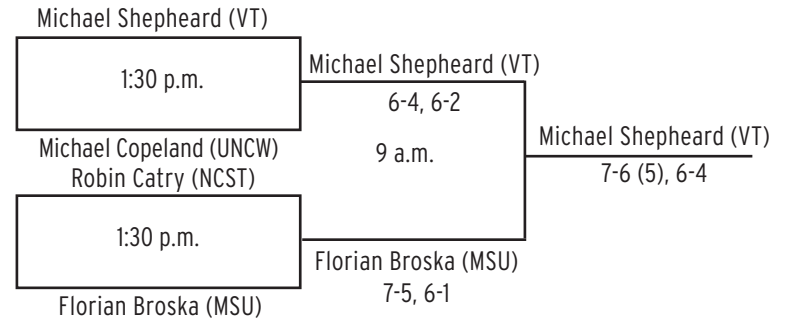 Michael Shepheard (VT)
1:30 p.m.
Michael Copeland (UNCW)
Robin Catry (NCST)
1:30 p.m.
Florian Broska (MSU)
Michael Shepheard (VT)
6-4, 6-2
9 a.m.
Florian Broska (MSU)
7-5, 6-1
Michael Shepheard (VT)
7-6 (5), 6-4